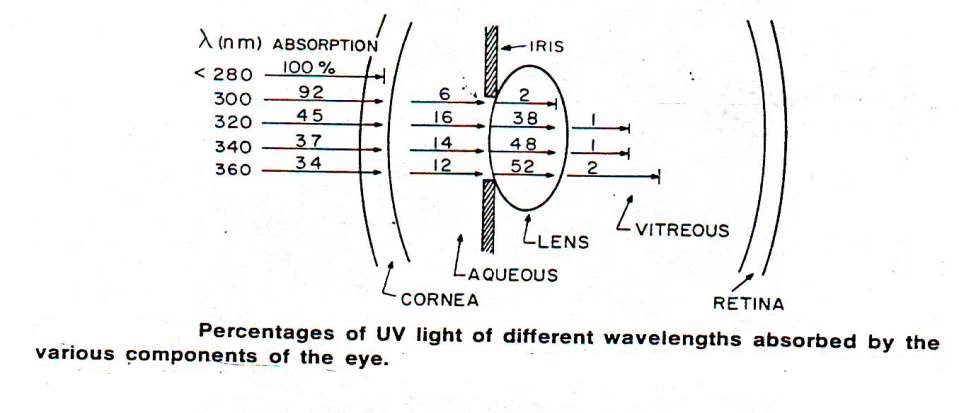 λ (nm) ABSORPTION
IRIS
< 280 100 %
300 92 6 2
320 45 16 38 1
340 37 14 48 1
360 34 12 52 2
VITREOUS
LENS
AQUEOUS
CORNEA
RETINA
Percentages of UV light of different wavelengths absorbed by the
various components of the eye.